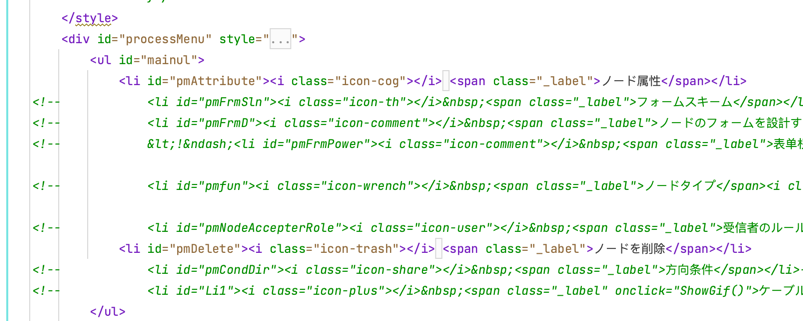 </style>
<div id="processMenu" style="...">
<ul id="mainul">
<li id="pmAttribute"><i class="icon-cog"></i> <span class="_label">ノード属性</span></li>
<!-- <li id="pmFrmSln"><i class="icon-th"></i>&nbsp;<span class="_label">フォームスキーム</span></l
<!-- <li id="pmFrmD"><i class="icon-comment"></i>&nbsp;<span class="_label">ノードのフォームを設計す
<!-- &lt;!&ndash;<li id="pmFrmPower"><i class="icon-comment"></i>&nbsp;<span class="_label">表单
<!-- <li id="pmfun"><i class="icon-wrench"></i>&nbsp;<span class="_label">ノードタイプ</span><i cl
<!-- <li id="pmNodeAccepterRole"><i class="icon-user"></i>&nbsp;<span class="_label">受信者のルール
<li id="pmDelete"><i class="icon-trash"></i> <span class="_label">ノードを削除</span></li>
<!-- <li id="pmCondDir"><i class="icon-share"></i>&nbsp;<span class="_label">方向条件</span></li>
<!-- <li id="Li1"><i class="icon-plus"></i>&nbsp;<span class="_label" onclick="ShowGif()">ケーブル
</ul>